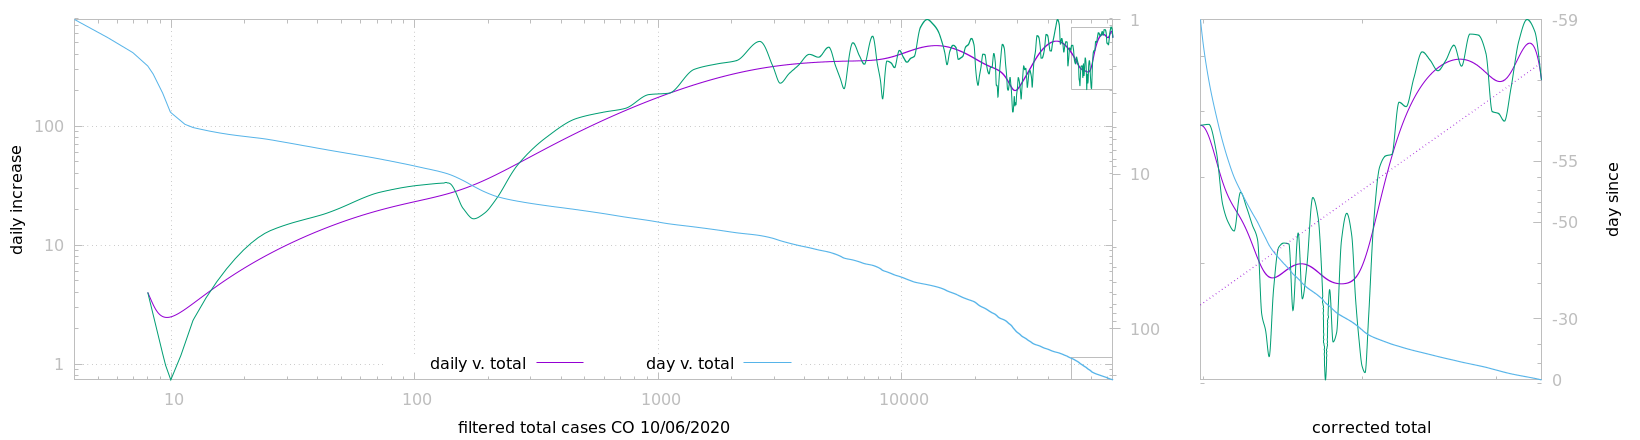 daily increase
100
10
1
10
100
1000
10000
filtered total cases CO 10/06/2020
daily v. total
day v. total
1
10
100
-59
-55
-50
-30
0
day since
corrected total